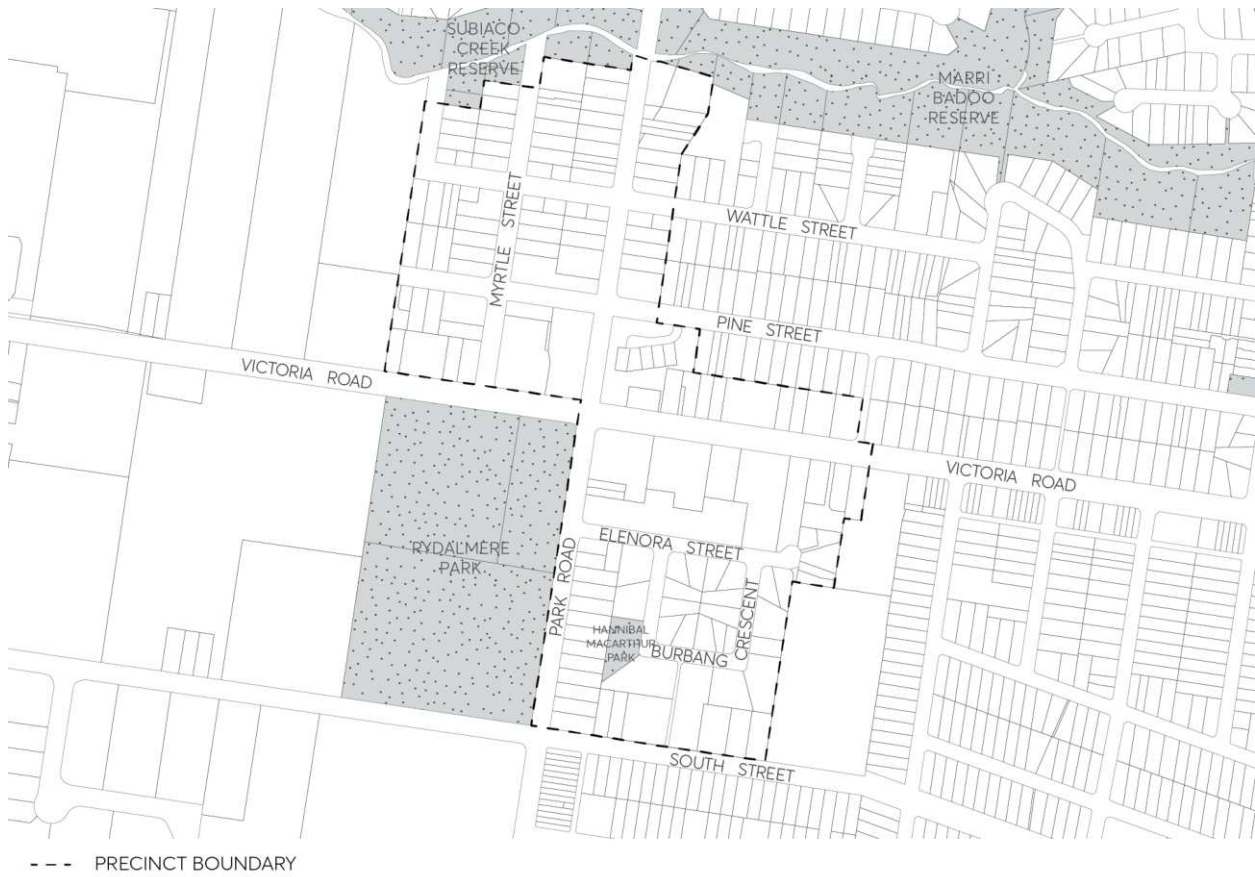 SUBIACO
CREEK
RESERVE
MARRI
BADOO
RESERVE
MYRTLE STREET
WATTLE STREET
PINE STREET
VICTORIA ROAD
VICTORIA ROAD
RYDALMERE
PARK
PARK ROAD
ELENORA STREET
HANNIBAL
MACARTHUR
PARK
BURBANG
CRESCENT
SOUTH STREET
PRECINCT BOUNDARY